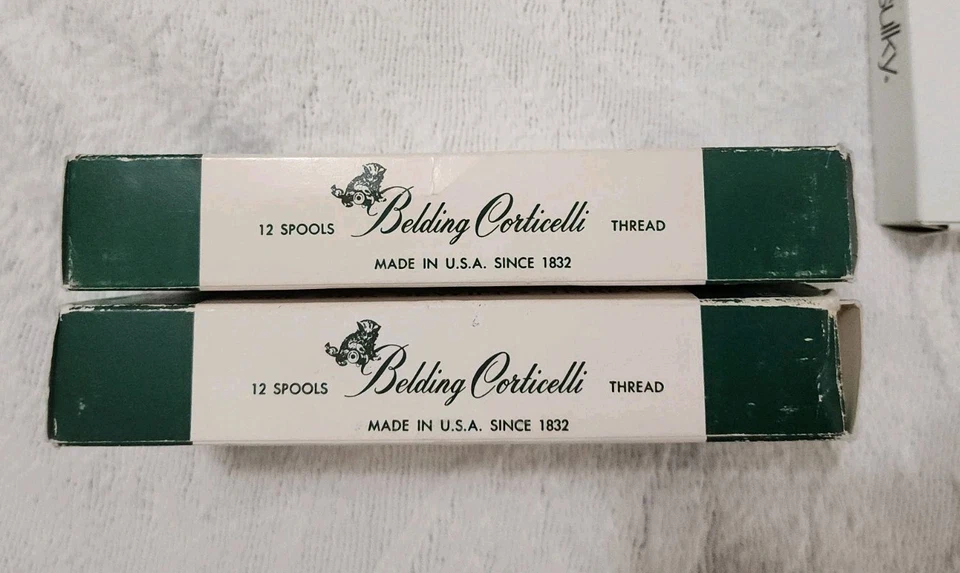 sulky.
12 SPOOLS Belding Corticelli THREAD
MADE IN U.S.A. SINCE 1832
12 SPOOLS Belding Corticelli THREAD
MADE IN U.S.A. SINCE 1832